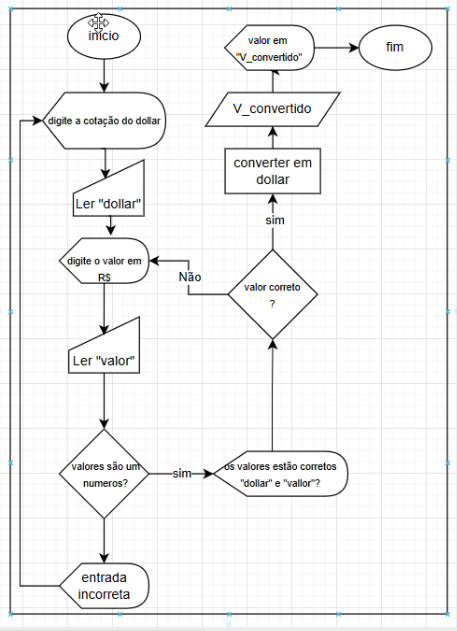 início
digite a cotação do dollar
Ler "dollar"
digite o valor em
R$
Ler "valor"
valores são um
numeros?
sim
entrada
incorreta
os valores estão corretos
"dollar" e "vallor"?
valor correto
?
Não
sim
converter em
dollar
V_convertido
valor em
"V_convertido"
fim